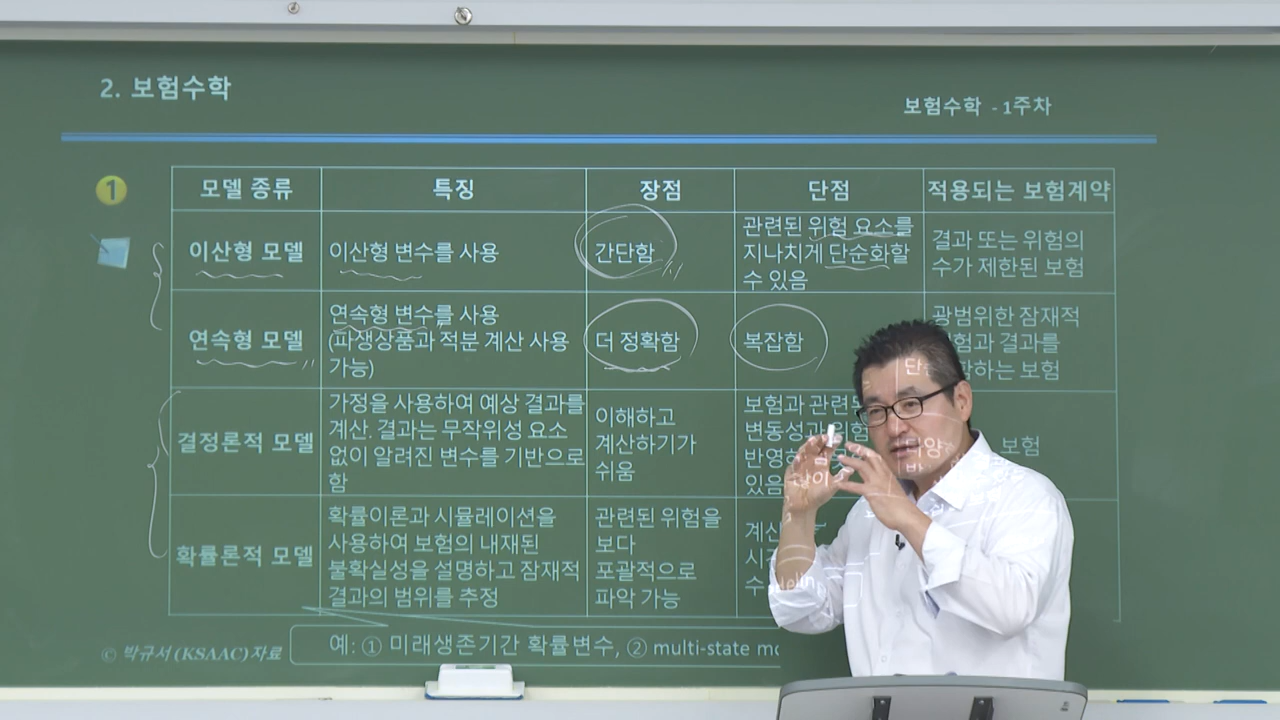 2. 보험수학
보험수학 - 1주차
1
모델 종류
특징
장점
단점
적용되는 보험계약
이산형 모델
이산형 변수를 사용
간단함
관련된 위험 요소를
지나치게 단순화할
수 있음
결과 또는 위험의
수가 제한된 보험
연속형 모델
연속형 변수를 사용
(파생상품과 적분 계산 사용
가능)
더 정확함
복잡함
광범위한 잠재적
결과를
보험
결정론적 모델
가정을 사용하여 예상 결과를
계산. 결과는 무작위성 요소
없이 알려진 변수를 기반으로
함
이해하고
계산하기가
쉬움
보험과 관련된
변동성과 위험
있음
보험
확률론적 모델
확률이론과 시뮬레이션을
사용하여 보험의 내재된
불확실성을 설명하고 잠재적
결과의 범위를 추정
관련된 위험을
보다
포괄적으로
파악 가능
계산
수
예: ① 미래생존기간 확률변수, ② multi-state
© 박규서 (KSAAC)자료